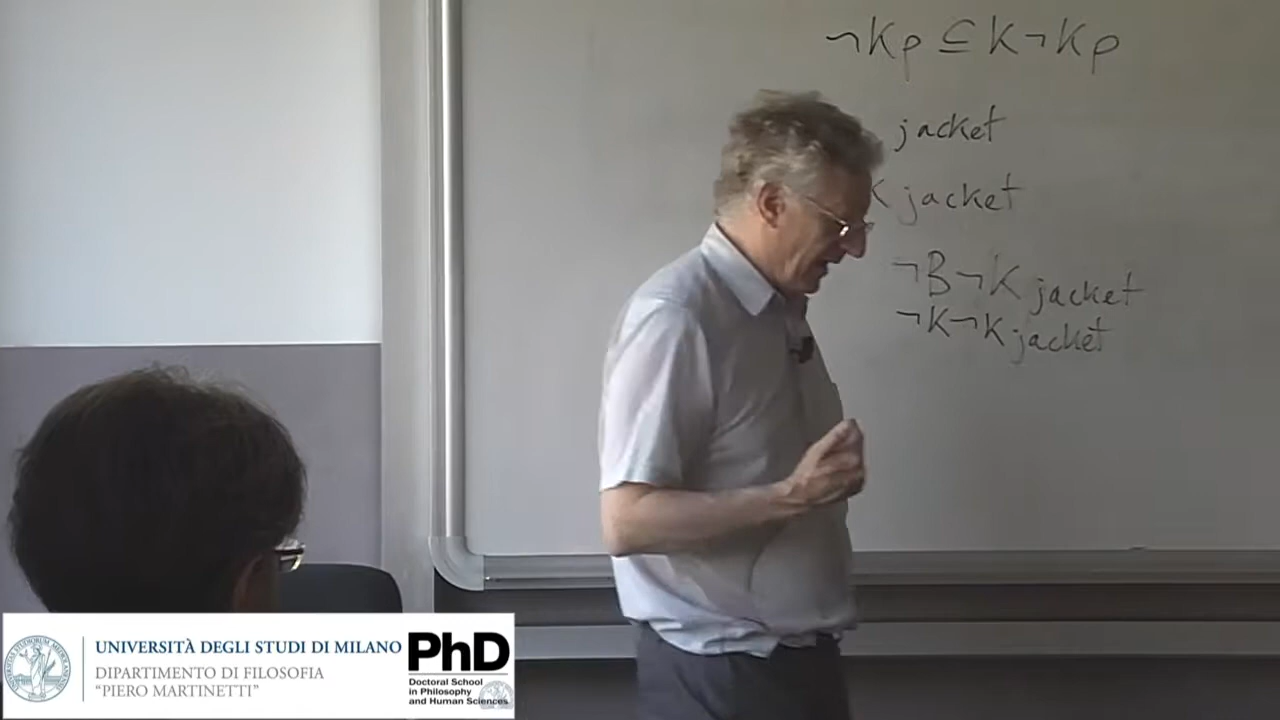 ¬Kp ⊆ K¬Kp
jacket
K jacket
¬B¬K jacket
¬K¬K jacket
UNIVERSITÀ DEGLI STUDI DI MILANO
DIPARTIMENTO DI FILOSOFIA
"PIERO MARTINETTI"
PhD
Doctoral School
in Philosophy
and Human Sciences